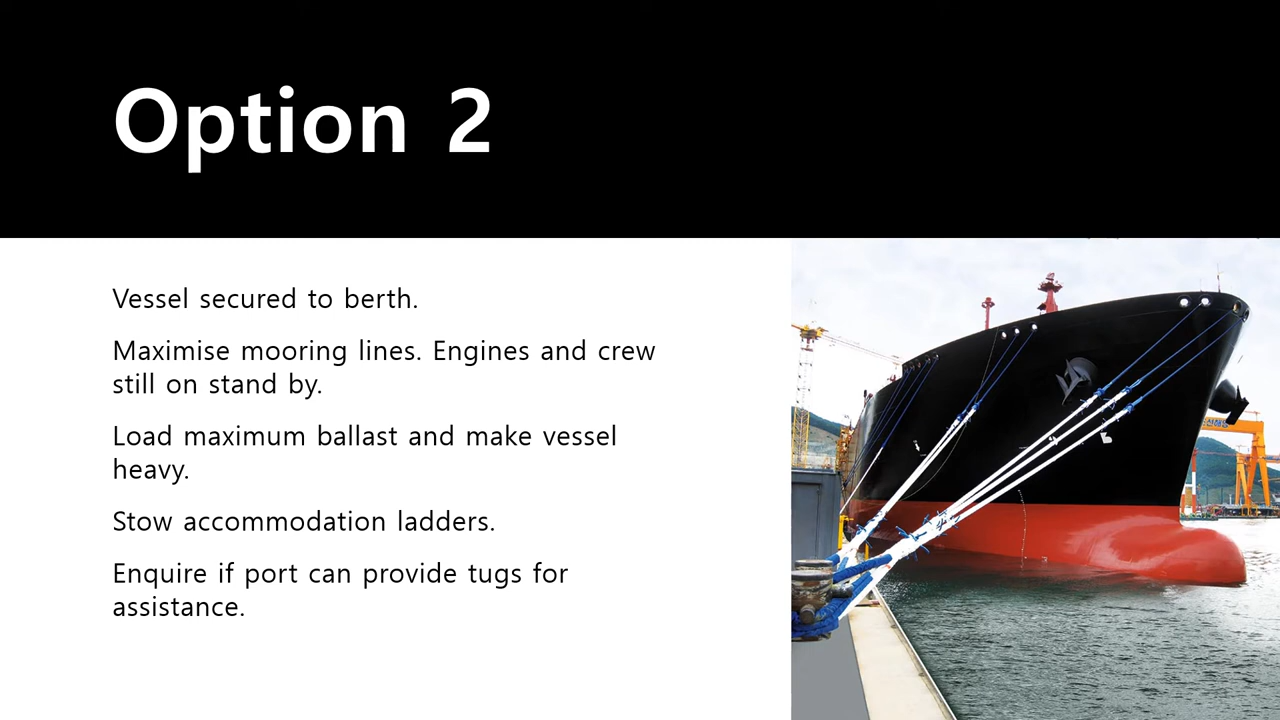 Option 2
Vessel secured to berth.
Maximise mooring lines. Engines and crew
still on stand by.
Load maximum ballast and make vessel
heavy.
Stow accommodation ladders.
Enquire if port can provide tugs for
assistance.